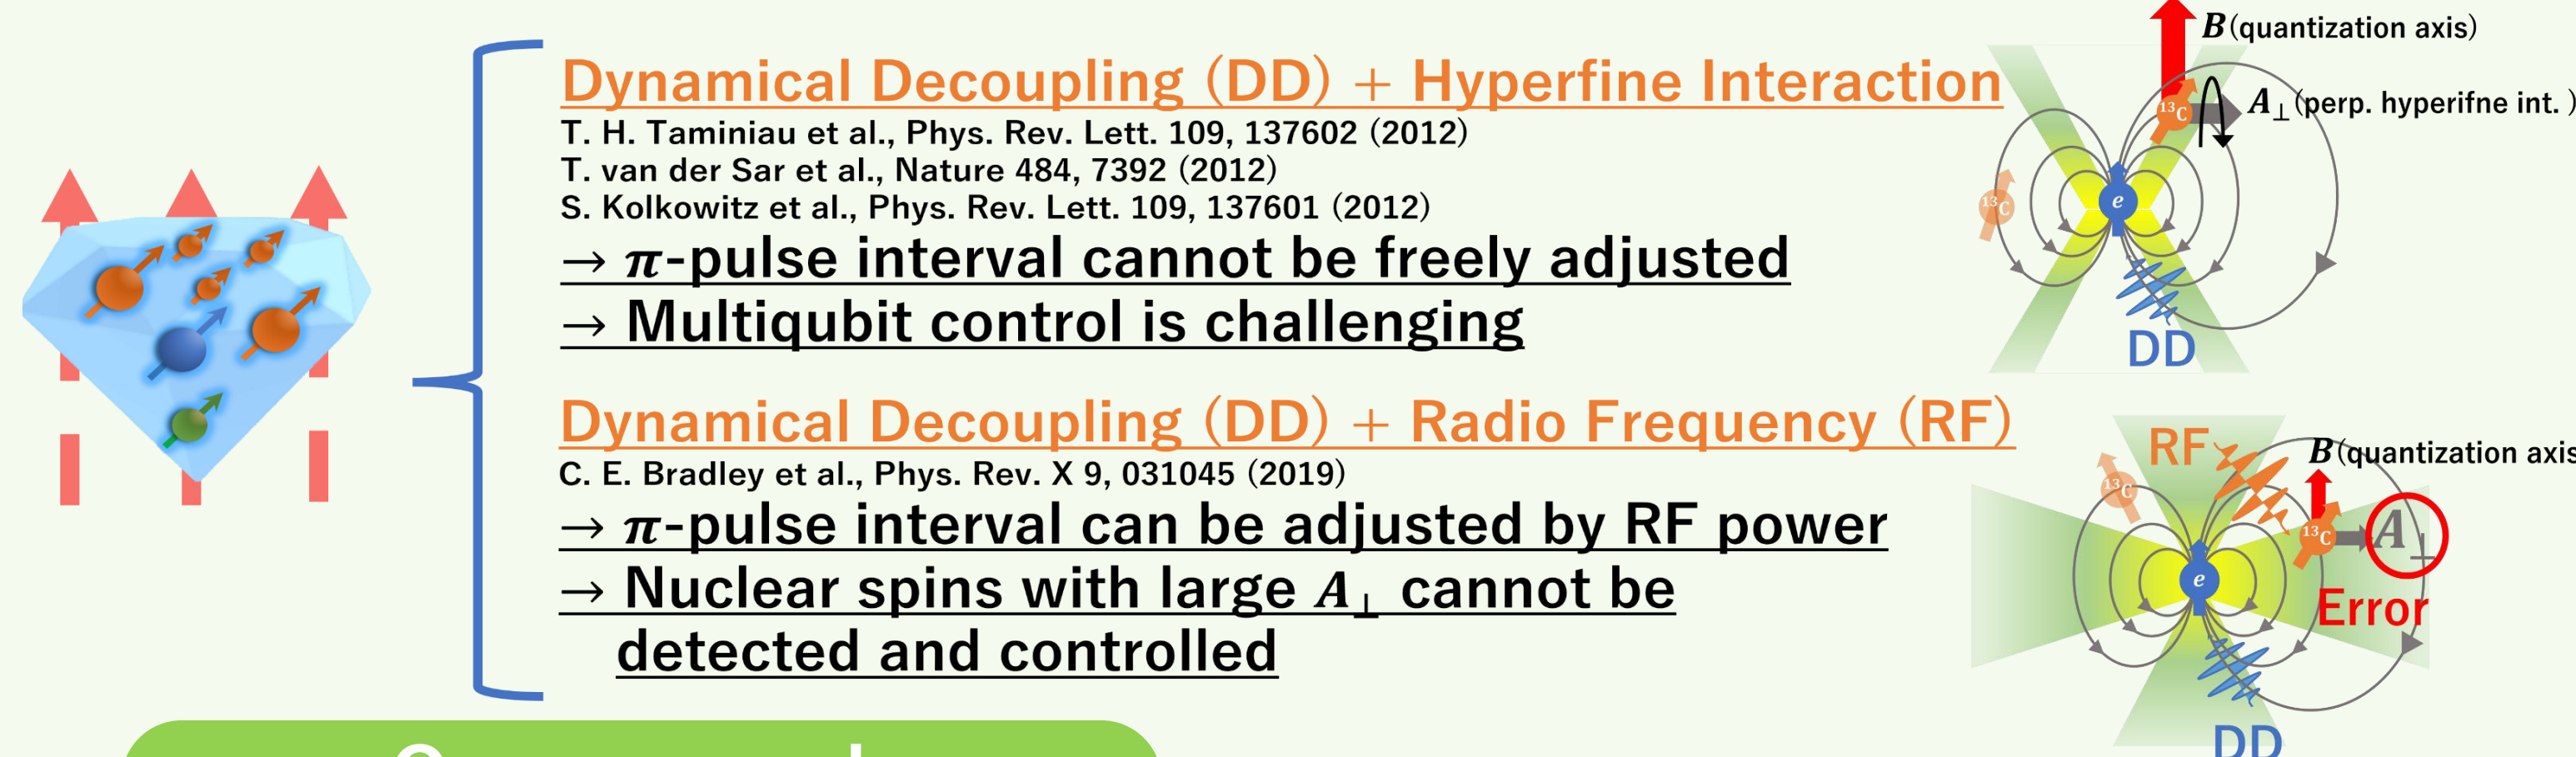 Dynamical Decoupling (DD) + Hyperfine Interaction
T. H. Taminiau et al., Phys. Rev. Lett. 109, 137602 (2012)
T. van der Sar et al., Nature 484, 7392 (2012)
S. Kolkowitz et al., Phys. Rev. Lett. 109, 137601 (2012)
→ π-pulse interval cannot be freely adjusted
→ Multiqubit control is challenging
B (quantization axis)
¹³C
A⊥ (perp. hyperifne int. )
¹³C
e
DD
Dynamical Decoupling (DD) + Radio Frequency (RF)
C. E. Bradley et al., Phys. Rev. X 9, 031045 (2019)
→ π-pulse interval can be adjusted by RF power
→ Nuclear spins with large A⊥ cannot be
detected and controlled
RF
B (quantization axis
¹³C
¹³C
A⊥
e
Error
DD